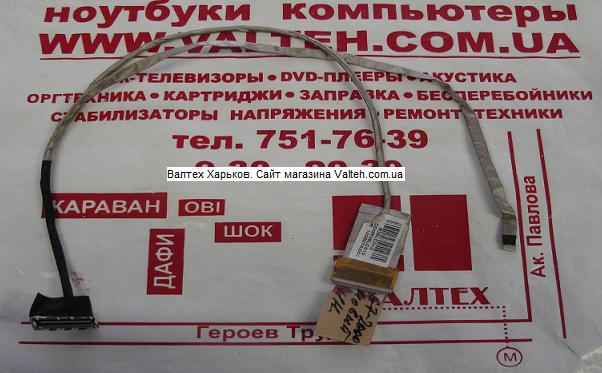 ноутбуки компьютеры
WWW.VALTEH.COM.UA
К-ТЕЛЕВИЗОРЫ • DVD-ПЛЕЕРЫ • АКУСТИКА
ОРГТЕХНИКА • КАРТРИДЖИ • ЗАПРАВКА • БЕСПЕРЕБОЙНИКИ
СТАБИЛИЗАТОРЫ НАПРЯЖЕНИЯ • РЕМОНТ ТЕХНИКИ
тел. 751-76-39
Валтех Харьков. Сайт магазина Valteh.com.ua
КАРАВАН
ОВІ
ШОК
ДАФИ
Ак. Павлова
ВАЛТЕХ
Героев Тру
М